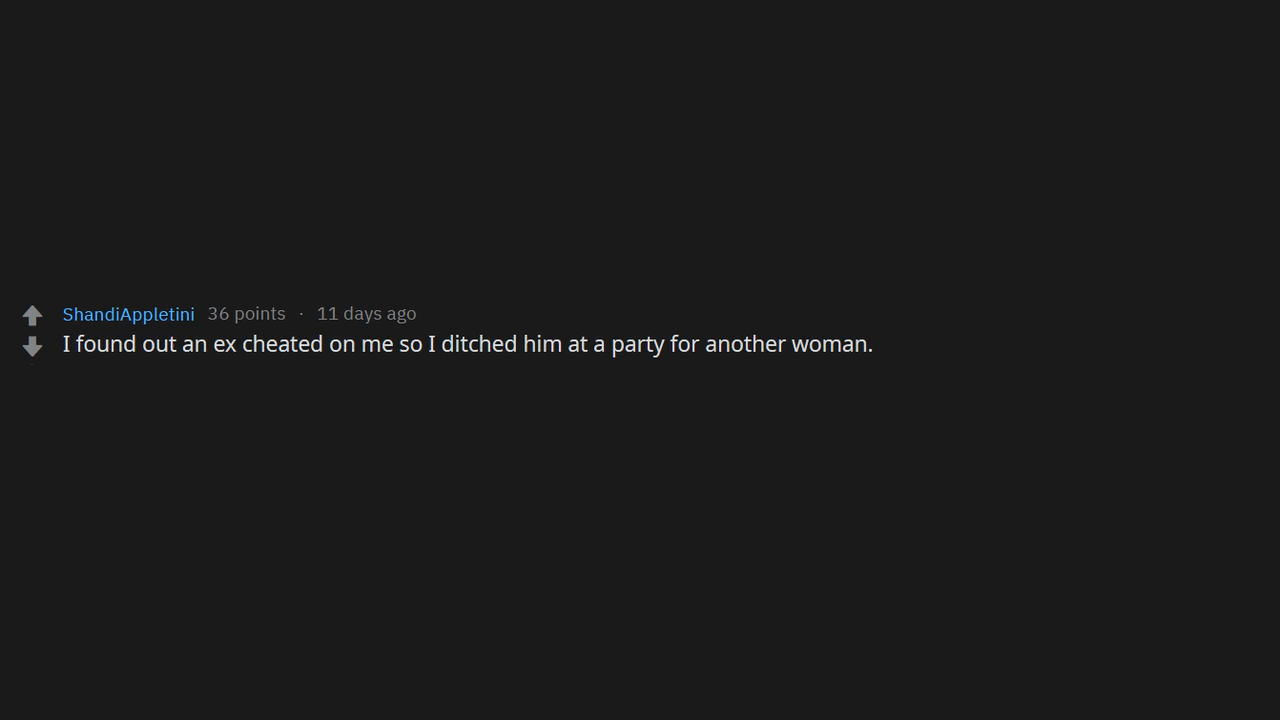 ShandiAppletini 36 points · 11 days ago
I found out an ex cheated on me so I ditched him at a party for another woman.